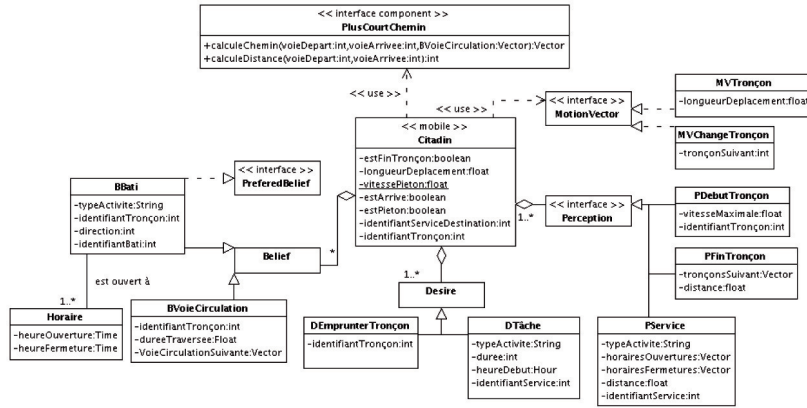 << interface component >>
PlusCourtChemin
+calculeChemin(voieDepart:int,voieArrivee:int,BVoieCirculation:Vector):Vector
+calculeDistance(voieDepart:int,voieArrivee:int):int
<< use >>
<< use >>
<< interface >>
MotionVector
MVTronçon
-longueurDeplacement:float
MVChangeTronçon
-tronçonSuivant:int
<< mobile >>
Citadin
-estFinTronçon:boolean
-longueurDeplacement:float
-vitessePieton:float
-estArrive:boolean
-estPieton:boolean
-identifiantServiceDestination:int
-identifiantTronçon:int
BBati
-typeActivite:String
-identifiantTronçon:int
-direction:int
-identifiantBati:int
<< interface >>
PreferedBelief
<< interface >>
Perception
1..*
PDebutTronçon
-vitesseMaximale:float
-identifiantTronçon:int
PFinTronçon
-tronçonsSuivant:Vector
-distance:float
Belief
*
est ouvert à
1..*
Horaire
-heureOuverture:Time
-heureFermeture:Time
BVoieCirculation
-identifiantTronçon:int
-dureeTraversee:Float
-VoieCirculationSuivante:Vector
1..*
Desire
DEmprunterTronçon
-identifiantTronçon:int
DTâche
-typeActivite:String
-duree:int
-heureDebut:Hour
-identifiantService:int
PService
-typeActivite:String
-horairesOuvertures:Vector
-horairesFermetures:Vector
-distance:float
-identifiantService:int